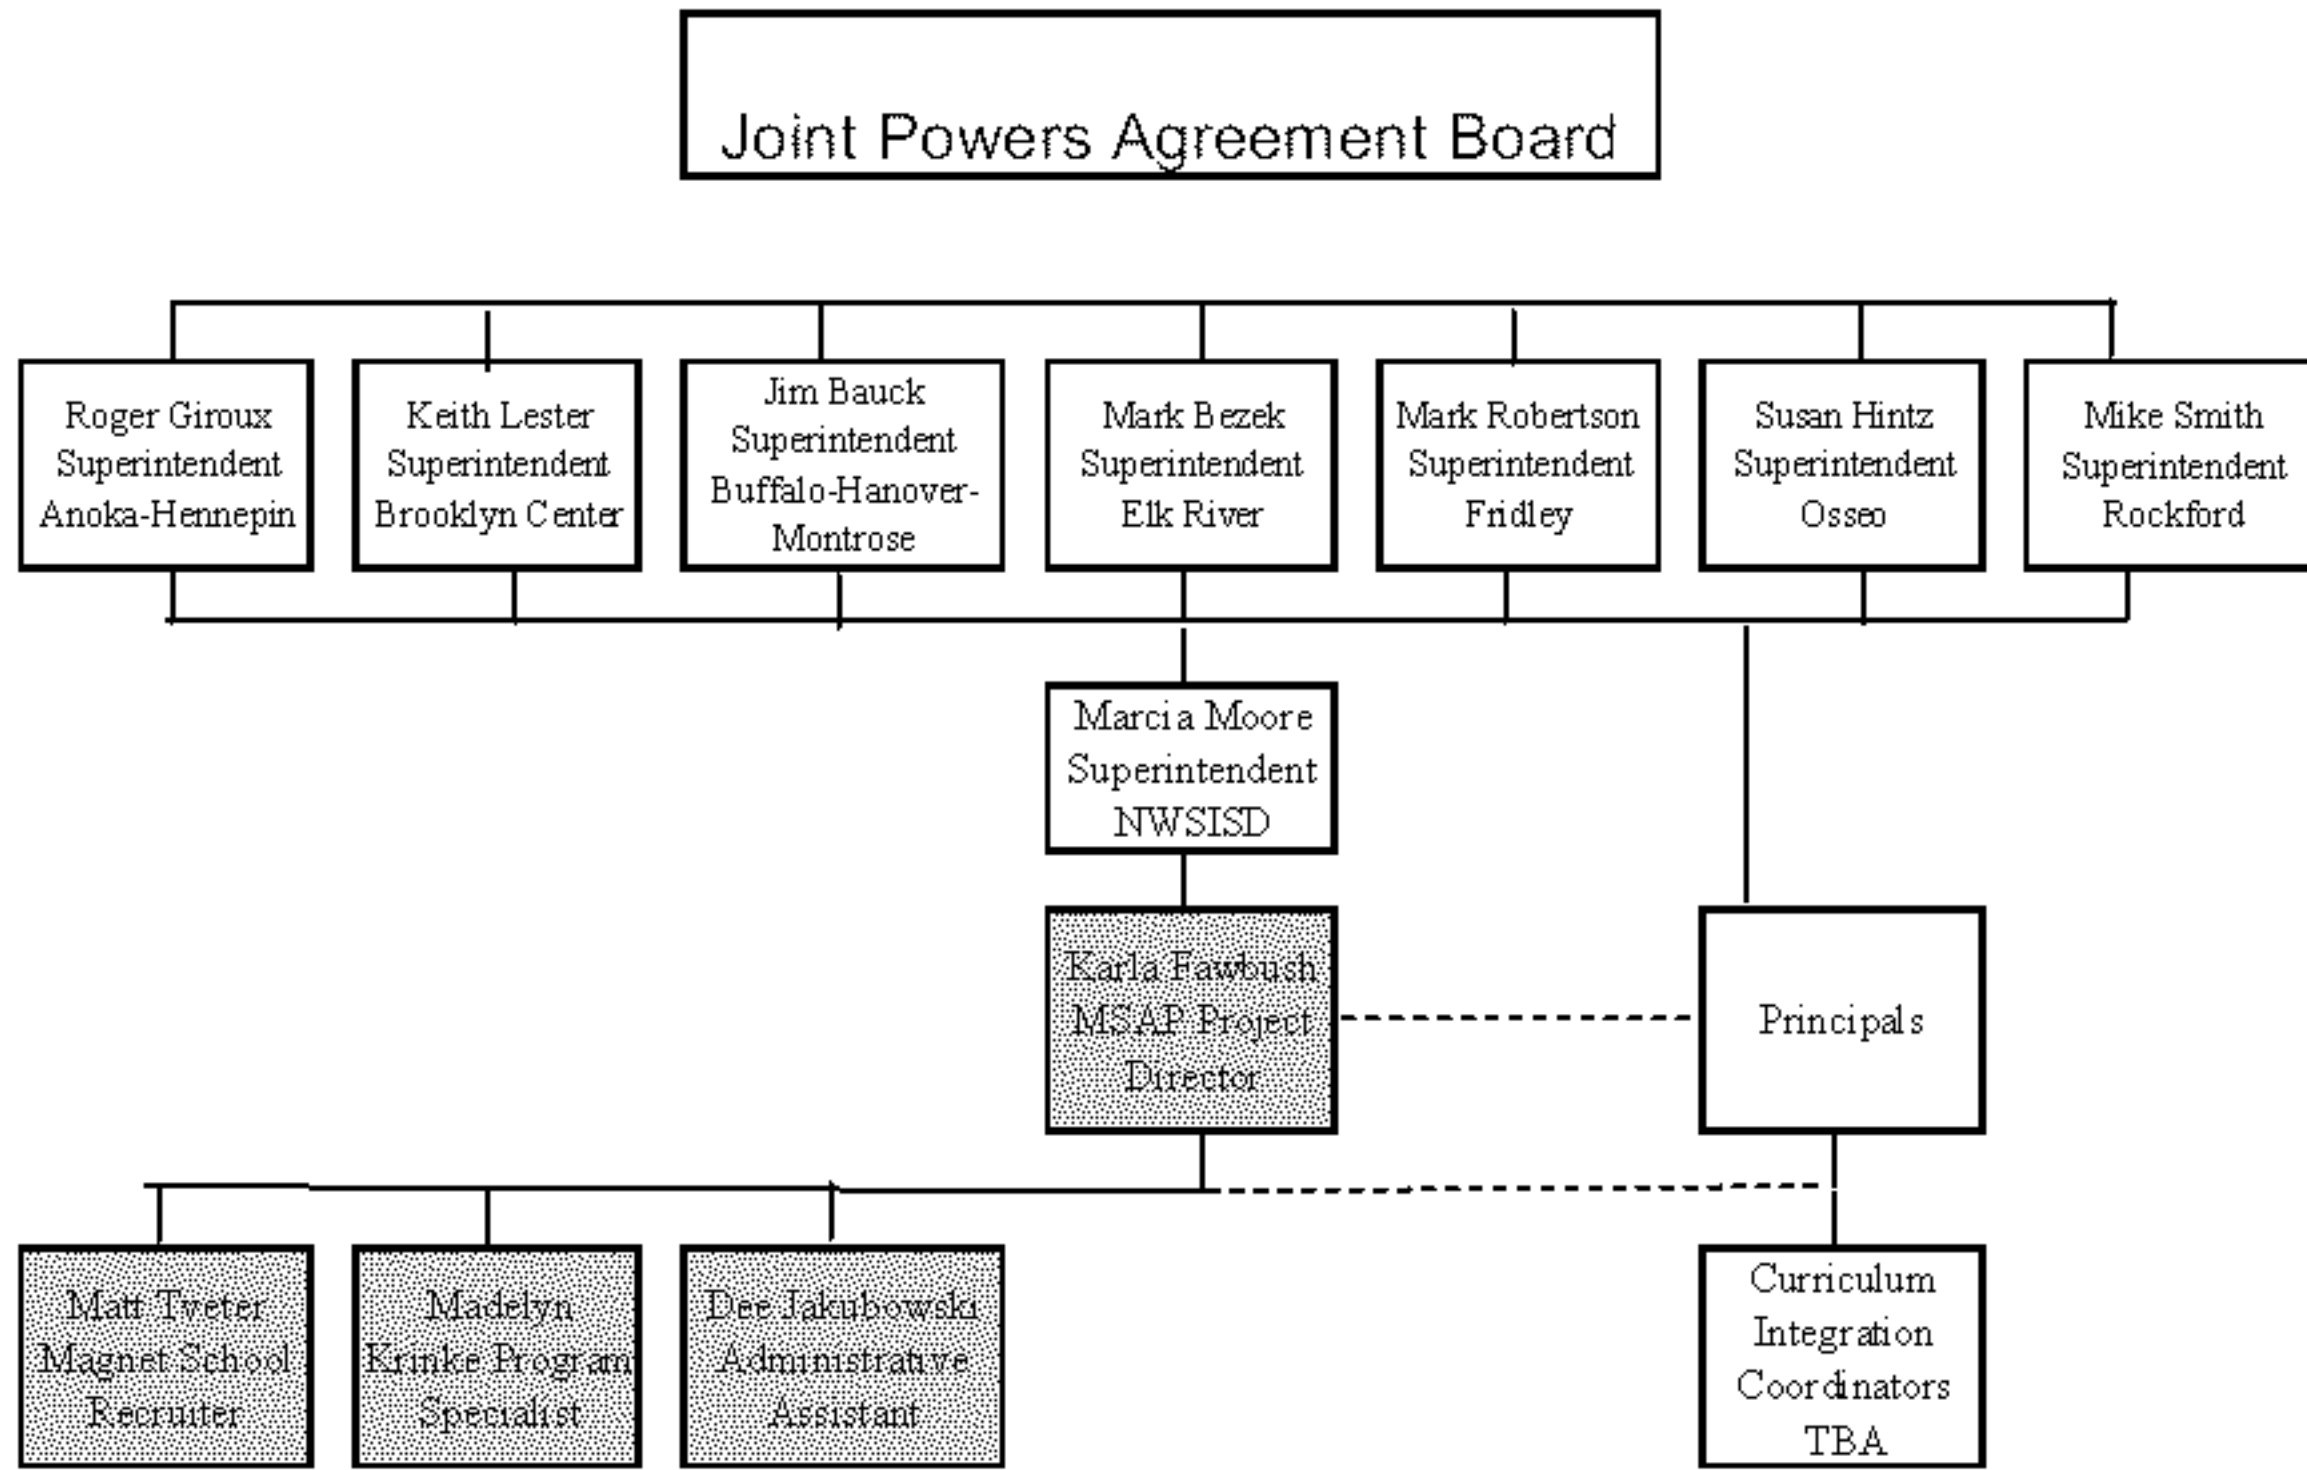 Joint Powers Agreement Board
Roger Giroux
Superintendent
Anoka-Hennepin
Keith Lester
Superintendent
Brooklyn Center
Jim Bauck
Superintendent
Buffalo-Hanover-
Montrose
Mark Bezek
Superintendent
Elk River
Mark Robertson
Superintendent
Fridley
Susan Hintz
Superintendent
Osseo
Mike Smith
Superintendent
Rockford
Marcia Moore
Superintendent
NWSISD
Karla Fawbush
MSAP Project
Director
Principals
Matt Tveter
Magnet School
Recruiter
Madelyn
Krinke Program
Specialist
Dee Jakubowski
Administrative
Assistant
Curriculum
Integration
Coordinators
TBA